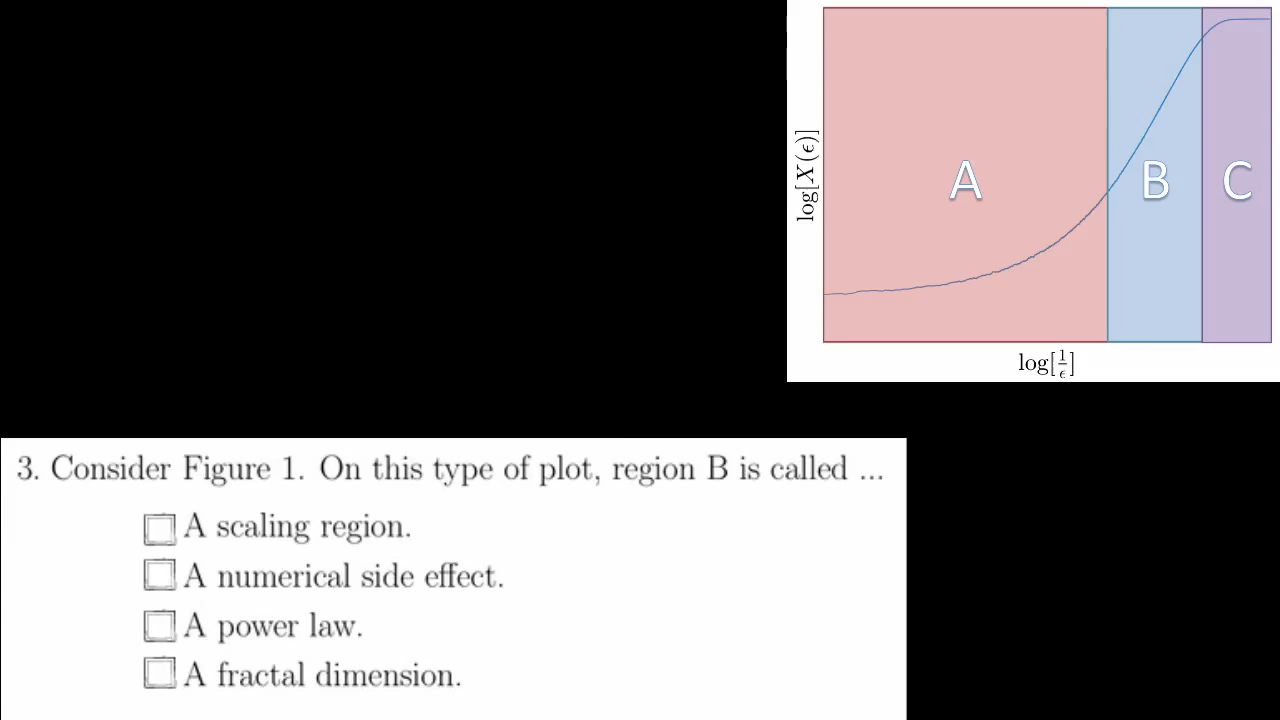 A B C
log[X(ϵ)]
log[1/ϵ]
3. Consider Figure 1. On this type of plot, region B is called ...
A scaling region.
A numerical side effect.
A power law.
A fractal dimension.